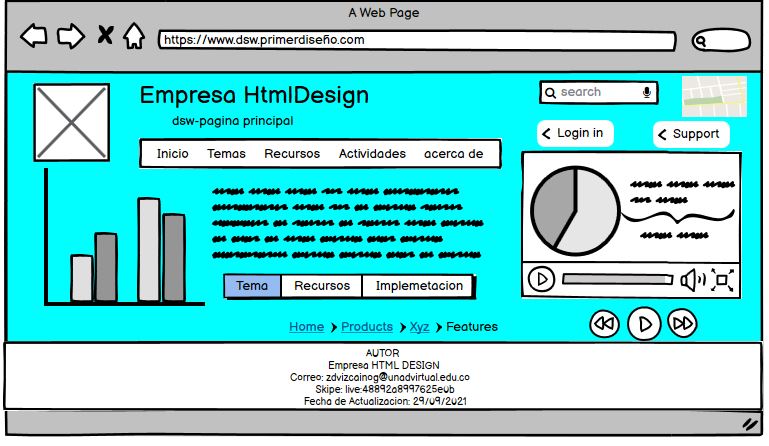 A Web Page
https://www.dsw.primerdiseño.com
Empresa HtmlDesign
search
dsw-pagina principal
Login in
Support
Inicio Temas Recursos Actividades acerca de
Tema Recursos Implemetacion
Home Products Xyz Features
AUTOR
Empresa HTML DESIGN
Correo: zdvizcainog@unadvirtual.edu.co
Skipe: live:48892a8997625e0b
Fecha de Actualizacion: 29/09/2021